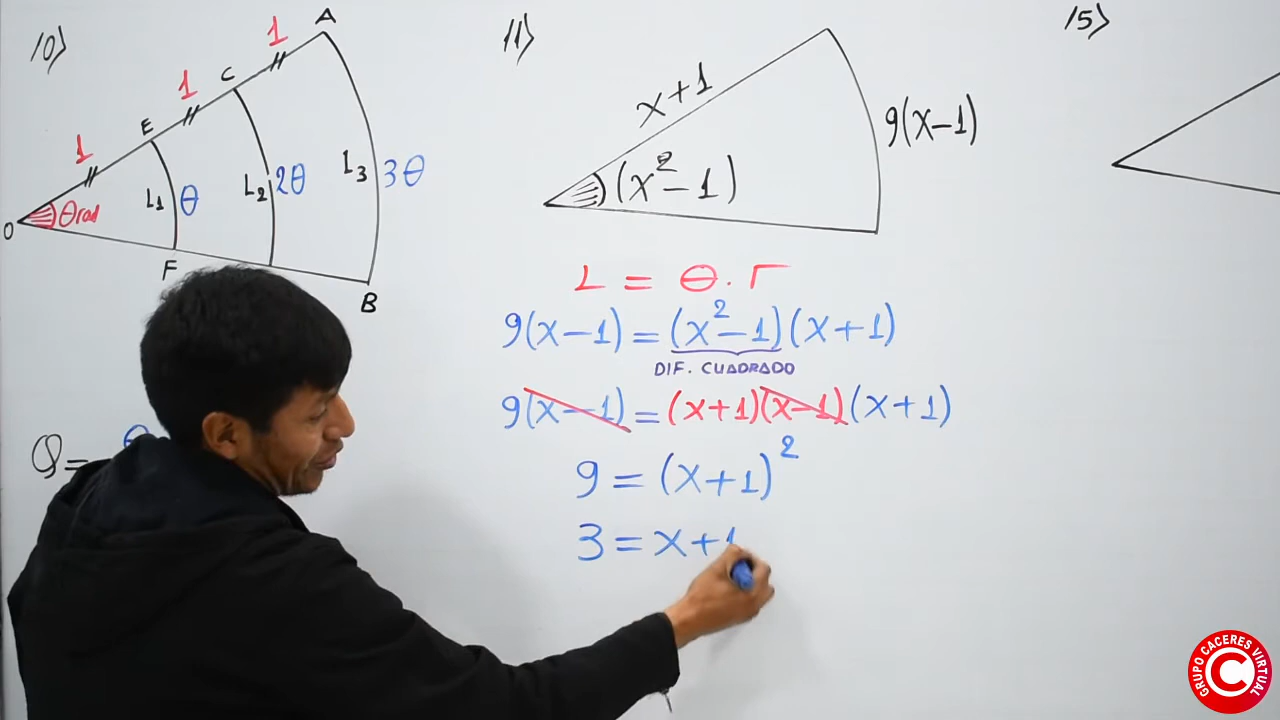 10)
A
1
C
1
E
1
O
θrad
L₁
θ
L₂
2θ
L₃
3θ
F
B
Q=
11)
x+1
(x²-1)
9(x-1)
L = θ.r
9(x-1)=(x²-1)(x+1)
DIF. CUADRADO
9(x-1)=(x+1)(x-1)(x+1)
9=(x+1)²
3=x+1
15)
GRUPO CACERES VIRTUAL
C